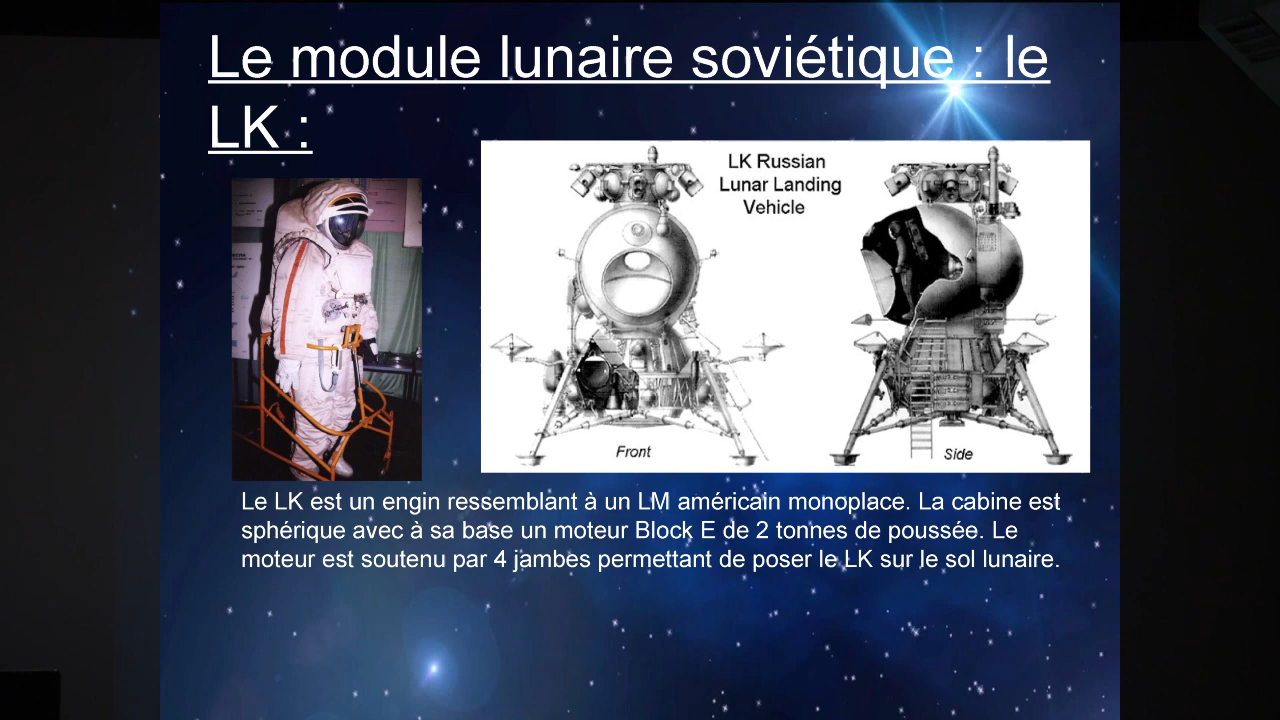 Le module lunaire soviétique : le
LK :
LK Russian
Lunar Landing
Vehicle
Front
Side
Le LK est un engin ressemblant à un LM américain monoplace. La cabine est
sphérique avec à sa base un moteur Block E de 2 tonnes de poussée. Le
moteur est soutenu par 4 jambes permettant de poser le LK sur le sol lunaire.